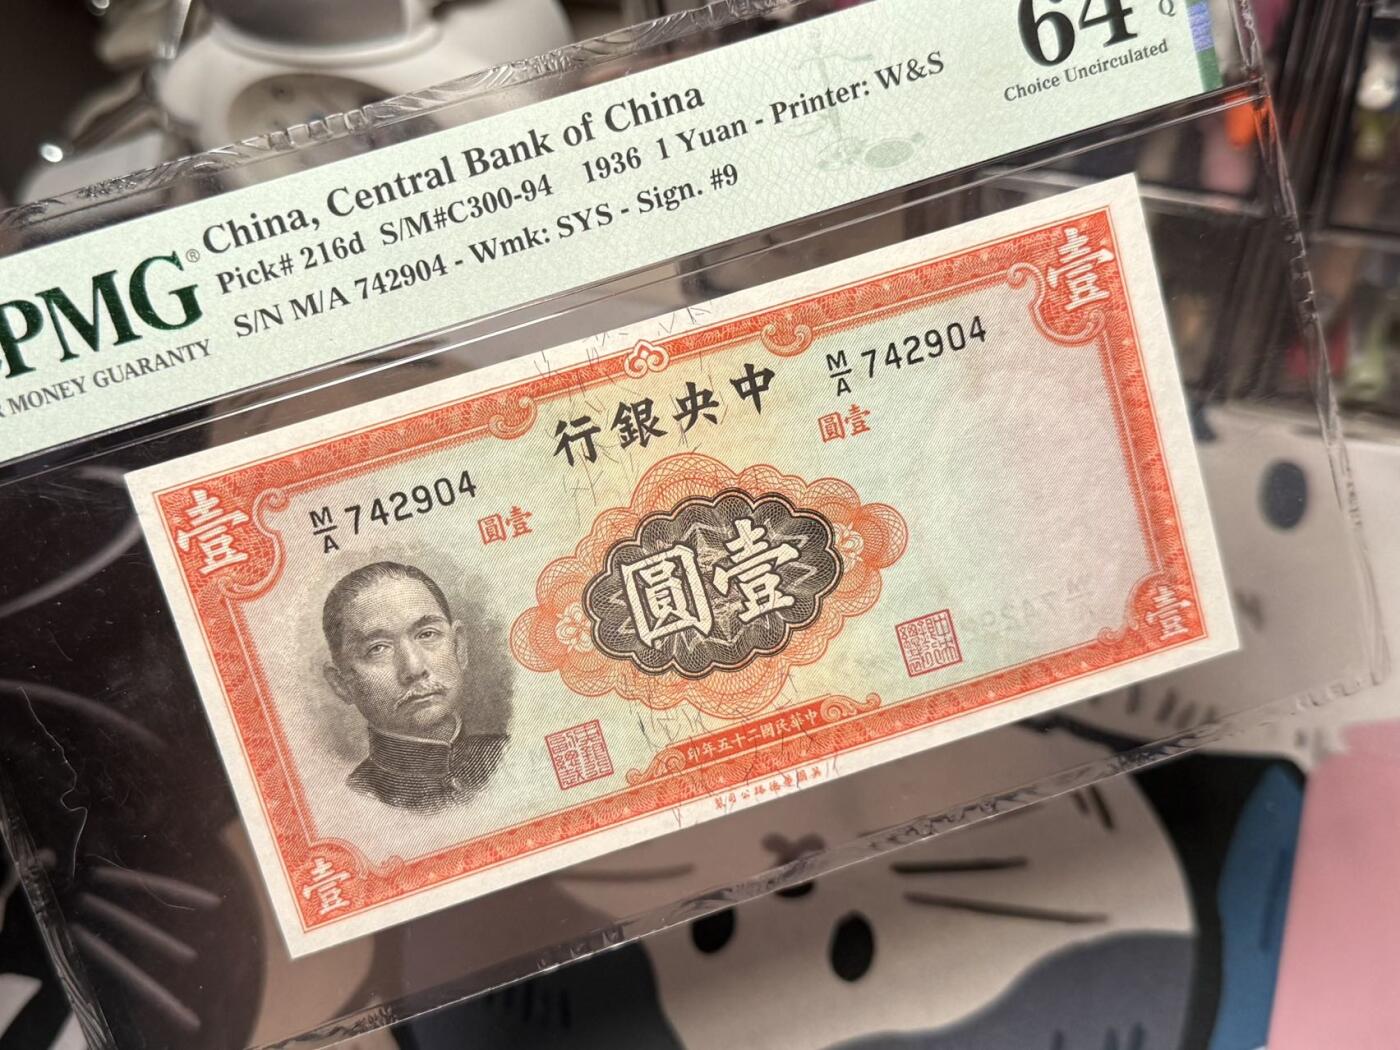 64
Q
Choice Uncirculated
China, Central Bank of China
Pick# 216d S/M#C300-94 1936 1 Yuan - Printer: W&S
S/N M/A 742904 - Wmk: SYS - Sign. #9
PMG®
MONEY GUARANTY
壹
壹
行銀央中
M/A 742904
圓壹
M/A 742904
圓壹
圓壹
印年五十二國民華中
壹
壹